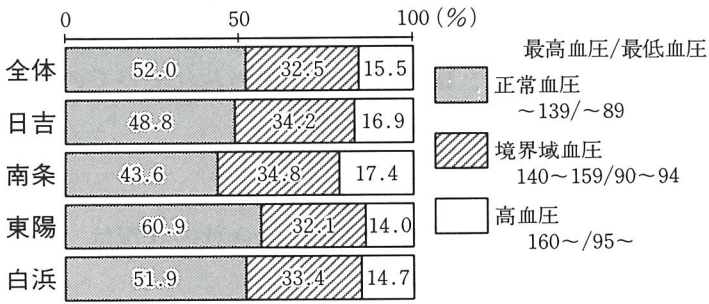 0 50 100(%)
全体 52.0 32.5 15.5
日吉 48.8 34.2 16.9
南条 43.6 34.8 17.4
東陽 60.9 32.1 14.0
白浜 51.9 33.4 14.7
最高血圧/最低血圧
正常血圧
～139/～89
境界域血圧
140～159/90～94
高血圧
160～/95～